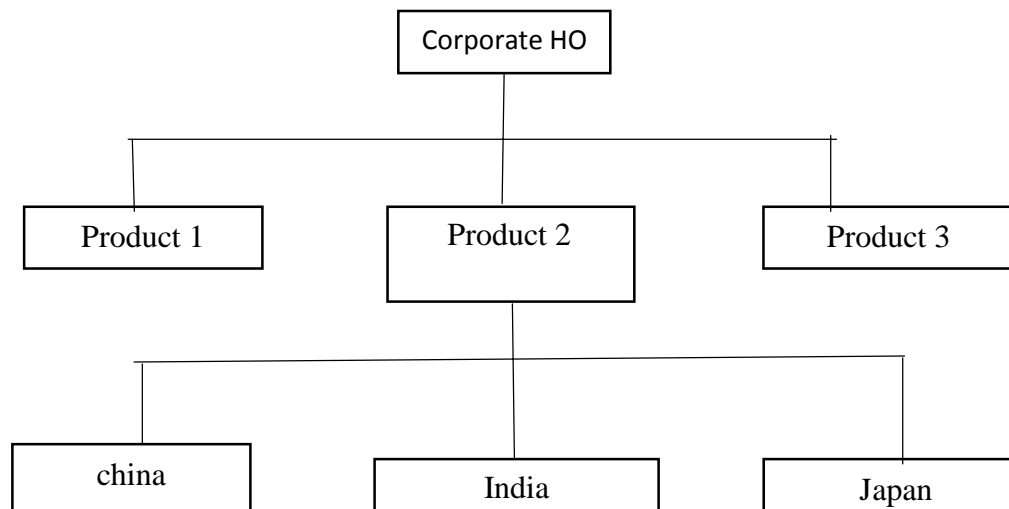 Corporate HO
Product 1
Product 2
Product 3
china
India
Japan